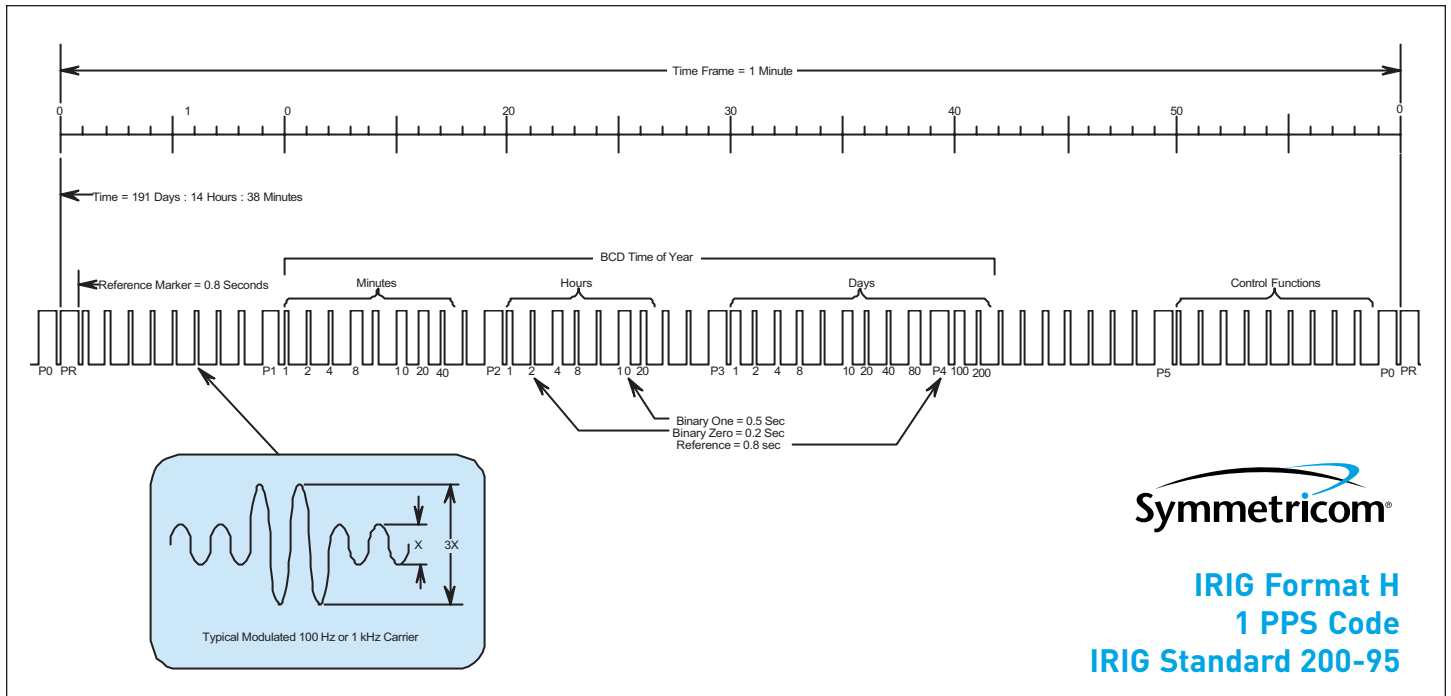 Time Frame = 1 Minute
0 1 0 20 30 40 50 0
Time = 191 Days : 14 Hours : 38 Minutes
BCD Time of Year
Reference Marker = 0.8 Seconds
Minutes Hours Days Control Functions
P0 PR P1 1 2 4 8 10 20 40 P2 1 2 4 8 10 20 P3 1 2 4 8 10 20 40 80 P4 100 200 P5 P0 PR
Binary One = 0.5 Sec
Binary Zero = 0.2 Sec
Reference = 0.8 sec
X 3X
Typical Modulated 100 Hz or 1 kHz Carrier
Symmetricom®
IRIG Format H
1 PPS Code
IRIG Standard 200-95